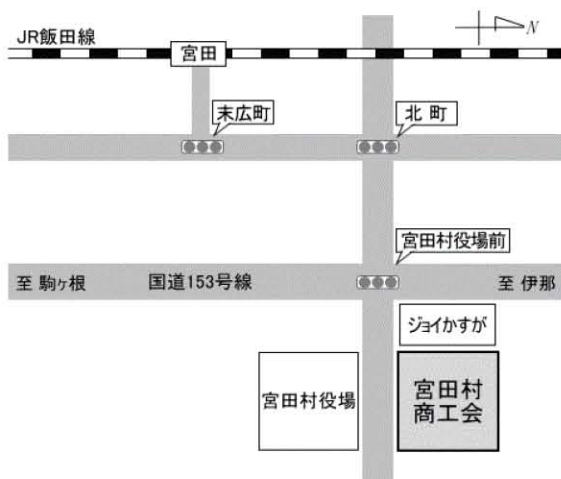 JR飯田線
宮田
N
末広町
北町
宮田村役場前
至 駒ヶ根
国道153号線
至 伊那
ジョイかすが
宮田村役場
宮田村
商工会